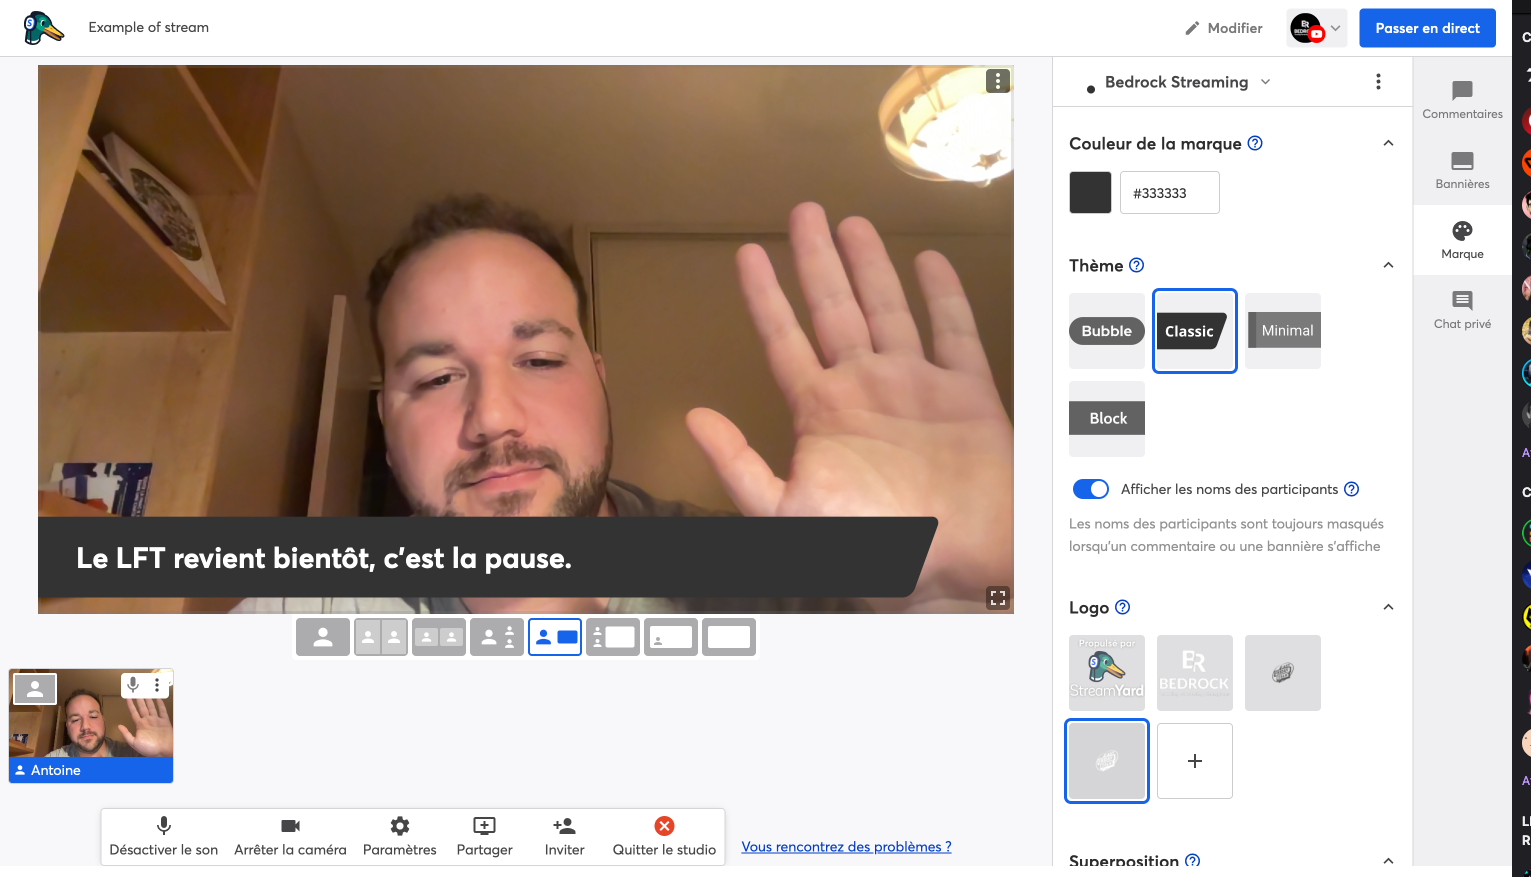 Example of stream
Modifier
Passer en direct
Bedrock Streaming
Couleur de la marque
#333333
Thème
Bubble
Classic
Minimal
Block
Afficher les noms des participants
Les noms des participants sont toujours masqués
lorsqu'un commentaire ou une bannière s'affiche
Logo
Propulsé par
StreamYard
BEDROCK
Superposition
Commentaires
Bannières
Marque
Chat privé
Le LFT revient bientôt, c'est la pause.
Antoine
Désactiver le son
Arrêter la caméra
Paramètres
Partager
Inviter
Quitter le studio
Vous rencontrez des problèmes ?